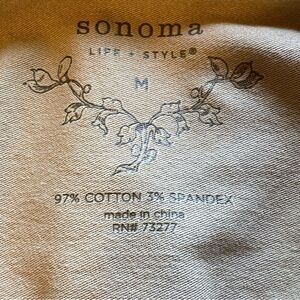 sonoma
LIFE + STYLE®
M
97% COTTON 3% SPANDEX
made in china
RN# 73277